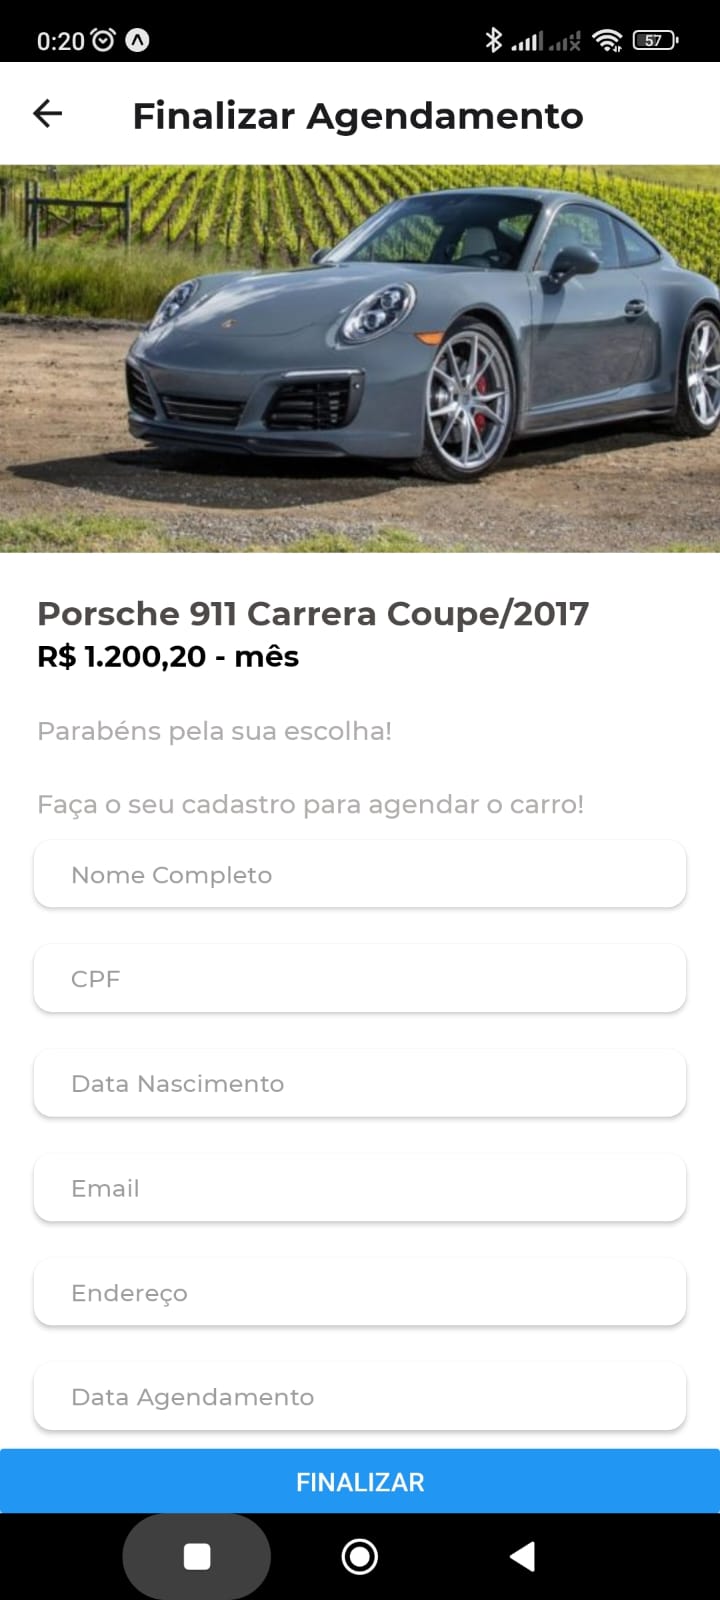 0:20
57
Finalizar Agendamento
Porsche 911 Carrera Coupe/2017
R$ 1.200,20 - mês
Parabéns pela sua escolha!
Faça o seu cadastro para agendar o carro!
Nome Completo
CPF
Data Nascimento
Email
Endereço
Data Agendamento
FINALIZAR